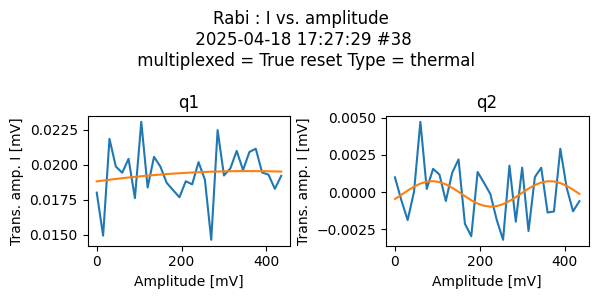 Rabi : I vs. amplitude
2025-04-18 17:27:29 #38
multiplexed = True reset Type = thermal
q1
q2
Trans. amp. I [mV]
0.0225
0.0200
0.0175
0.0150
0
200
400
Amplitude [mV]
Trans. amp. I [mV]
0.0050
0.0025
0.0000
−0.0025
0
200
400
Amplitude [mV]